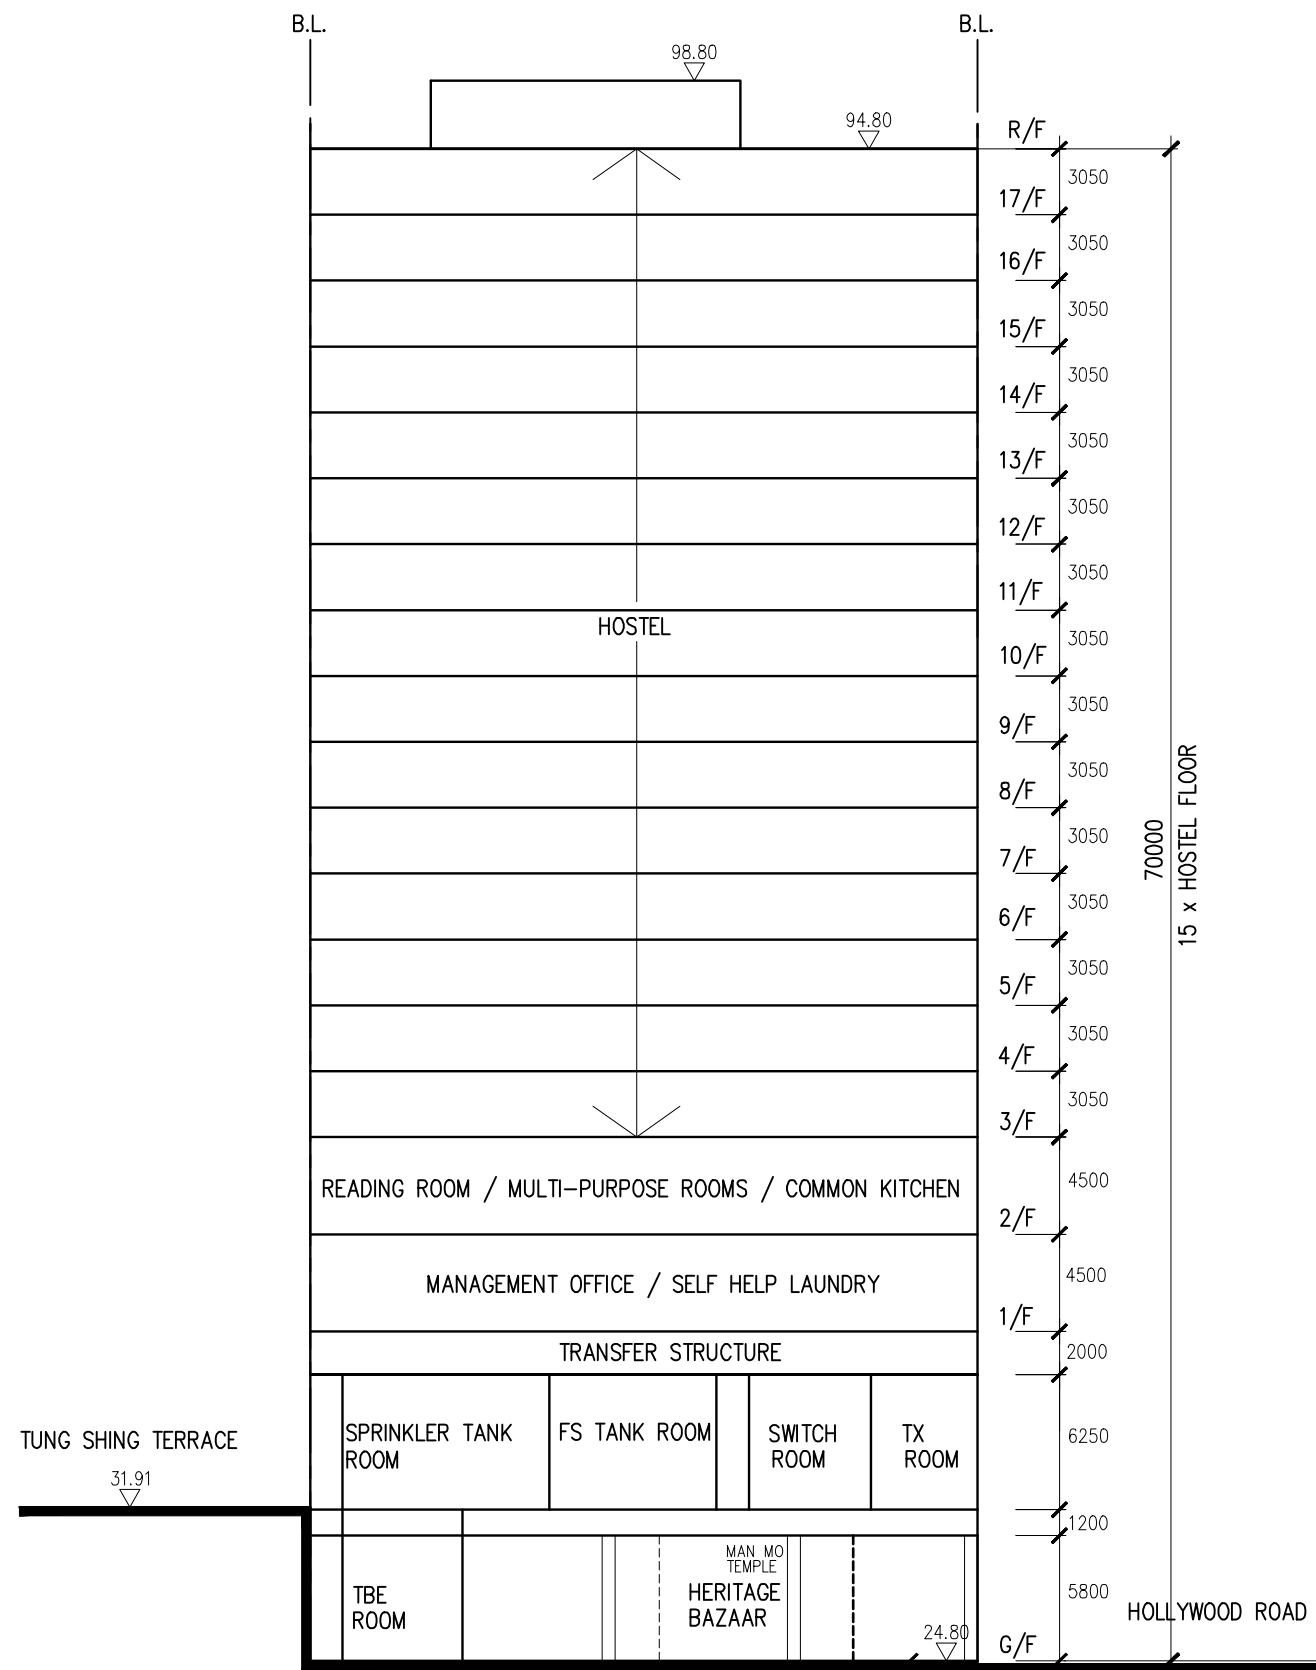 B.L.
B.L.
98.80
94.80
R/F
3050
17/F
3050
16/F
3050
15/F
3050
14/F
3050
13/F
3050
12/F
3050
11/F
3050
HOSTEL
10/F
3050
9/F
3050
8/F
3050
7/F
3050
6/F
3050
5/F
3050
4/F
3050
3/F
70000
15 x HOSTEL FLOOR
READING ROOM / MULTI-PURPOSE ROOMS / COMMON KITCHEN
4500
2/F
MANAGEMENT OFFICE / SELF HELP LAUNDRY
4500
1/F
TRANSFER STRUCTURE
2000
TUNG SHING TERRACE
31.91
SPRINKLER TANK
ROOM
FS TANK ROOM
SWITCH
ROOM
TX
ROOM
6250
1200
TBE
ROOM
MAN MO
TEMPLE
HERITAGE
BAZAAR
5800
24.80
G/F
HOLLYWOOD ROAD